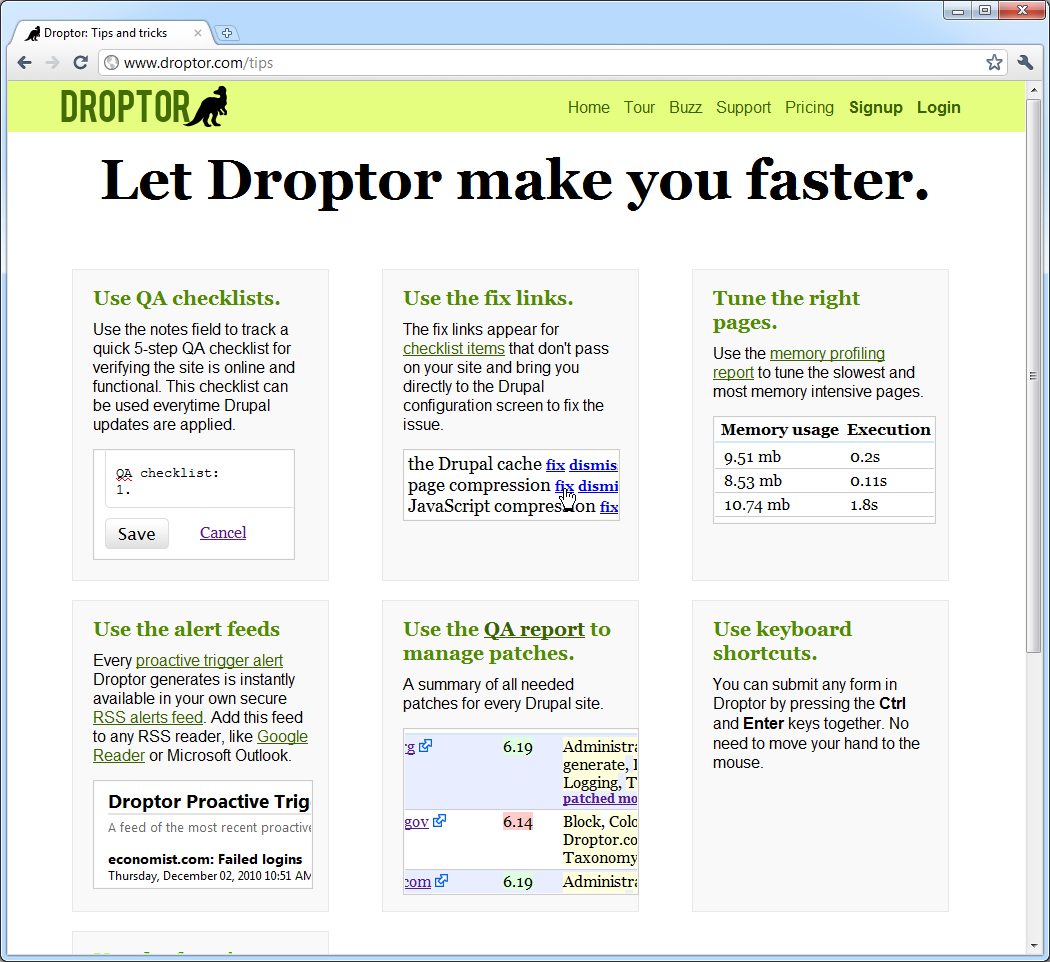 Droptor: Tips and tricks
www.droptor.com/tips
DROPTOR
Home Tour Buzz Support Pricing Signup Login
Let Droptor make you faster.
Use QA checklists.
Use the notes field to track a
quick 5-step QA checklist for
verifying the site is online and
functional. This checklist can
be used everytime Drupal
updates are applied.
QA checklist:
1.
Save Cancel
Use the fix links.
The fix links appear for
checklist items that don't pass
on your site and bring you
directly to the Drupal
configuration screen to fix the
issue.
the Drupal cache fix dismis
page compression fix dismi
JavaScript compression fix
Tune the right
pages.
Use the memory profiling
report to tune the slowest and
most memory intensive pages.
Memory usage Execution
9.51 mb 0.2s
8.53 mb 0.11s
10.74 mb 1.8s
Use the alert feeds
Every proactive trigger alert
Droptor generates is instantly
available in your own secure
RSS alerts feed. Add this feed
to any RSS reader, like Google
Reader or Microsoft Outlook.
Droptor Proactive Trig
A feed of the most recent proactive
economist.com: Failed logins
Thursday, December 02, 2010 10:51 AM
Use the QA report to
manage patches.
A summary of all needed
patches for every Drupal site.
rg 6.19 Administra
generate, 
Logging, T
patched mo
gov 6.14 Block, Colo
Droptor.co
Taxonomy
com 6.19 Administra
Use keyboard
shortcuts.
You can submit any form in
Droptor by pressing the Ctrl
and Enter keys together. No
need to move your hand to the
mouse.